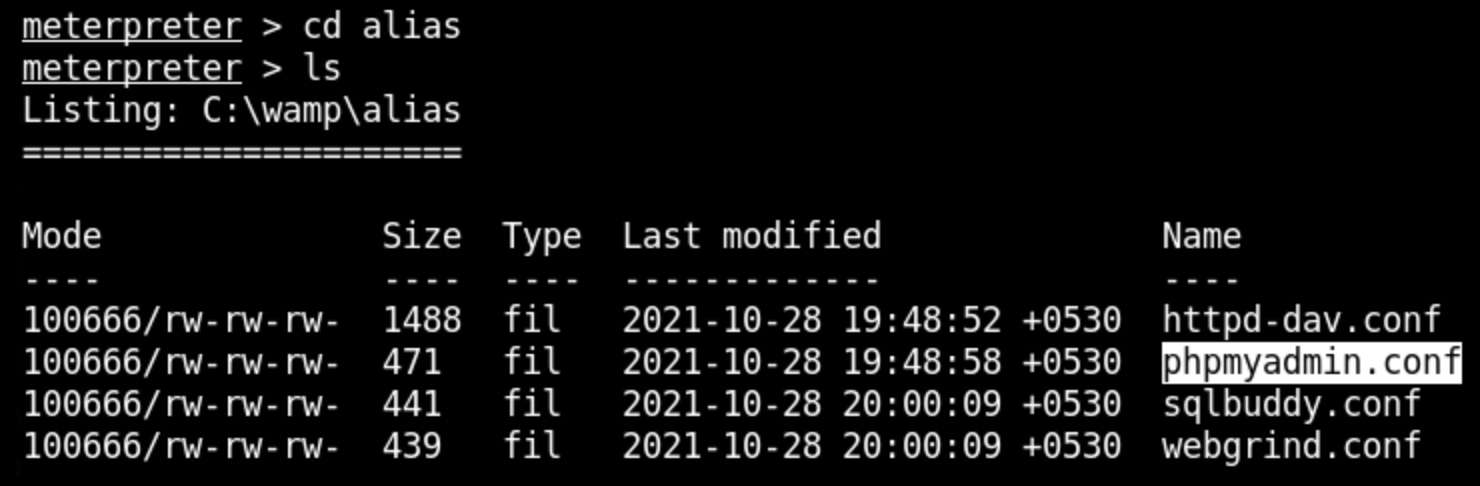 meterpreter > cd alias
meterpreter > ls
Listing: C:\wamp\alias
======================
Mode Size Type Last modified Name
---- ---- ---- ------------- ----
100666/rw-rw-rw- 1488 fil 2021-10-28 19:48:52 +0530 httpd-dav.conf
100666/rw-rw-rw- 471 fil 2021-10-28 19:48:58 +0530 phpmyadmin.conf
100666/rw-rw-rw- 441 fil 2021-10-28 20:00:09 +0530 sqlbuddy.conf
100666/rw-rw-rw- 439 fil 2021-10-28 20:00:09 +0530 webgrind.conf